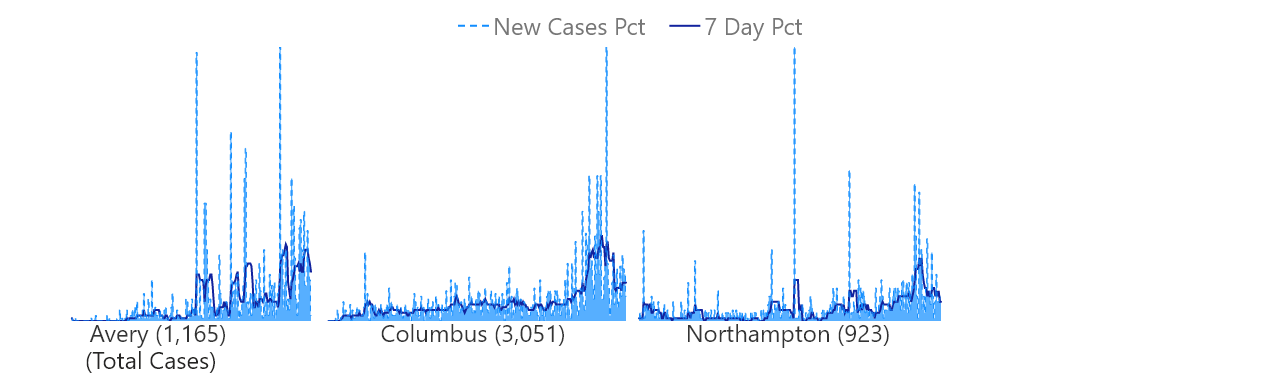 New Cases Pct 7 Day Pct
Avery (1,165) Columbus (3,051) Northampton (923)
(Total Cases)